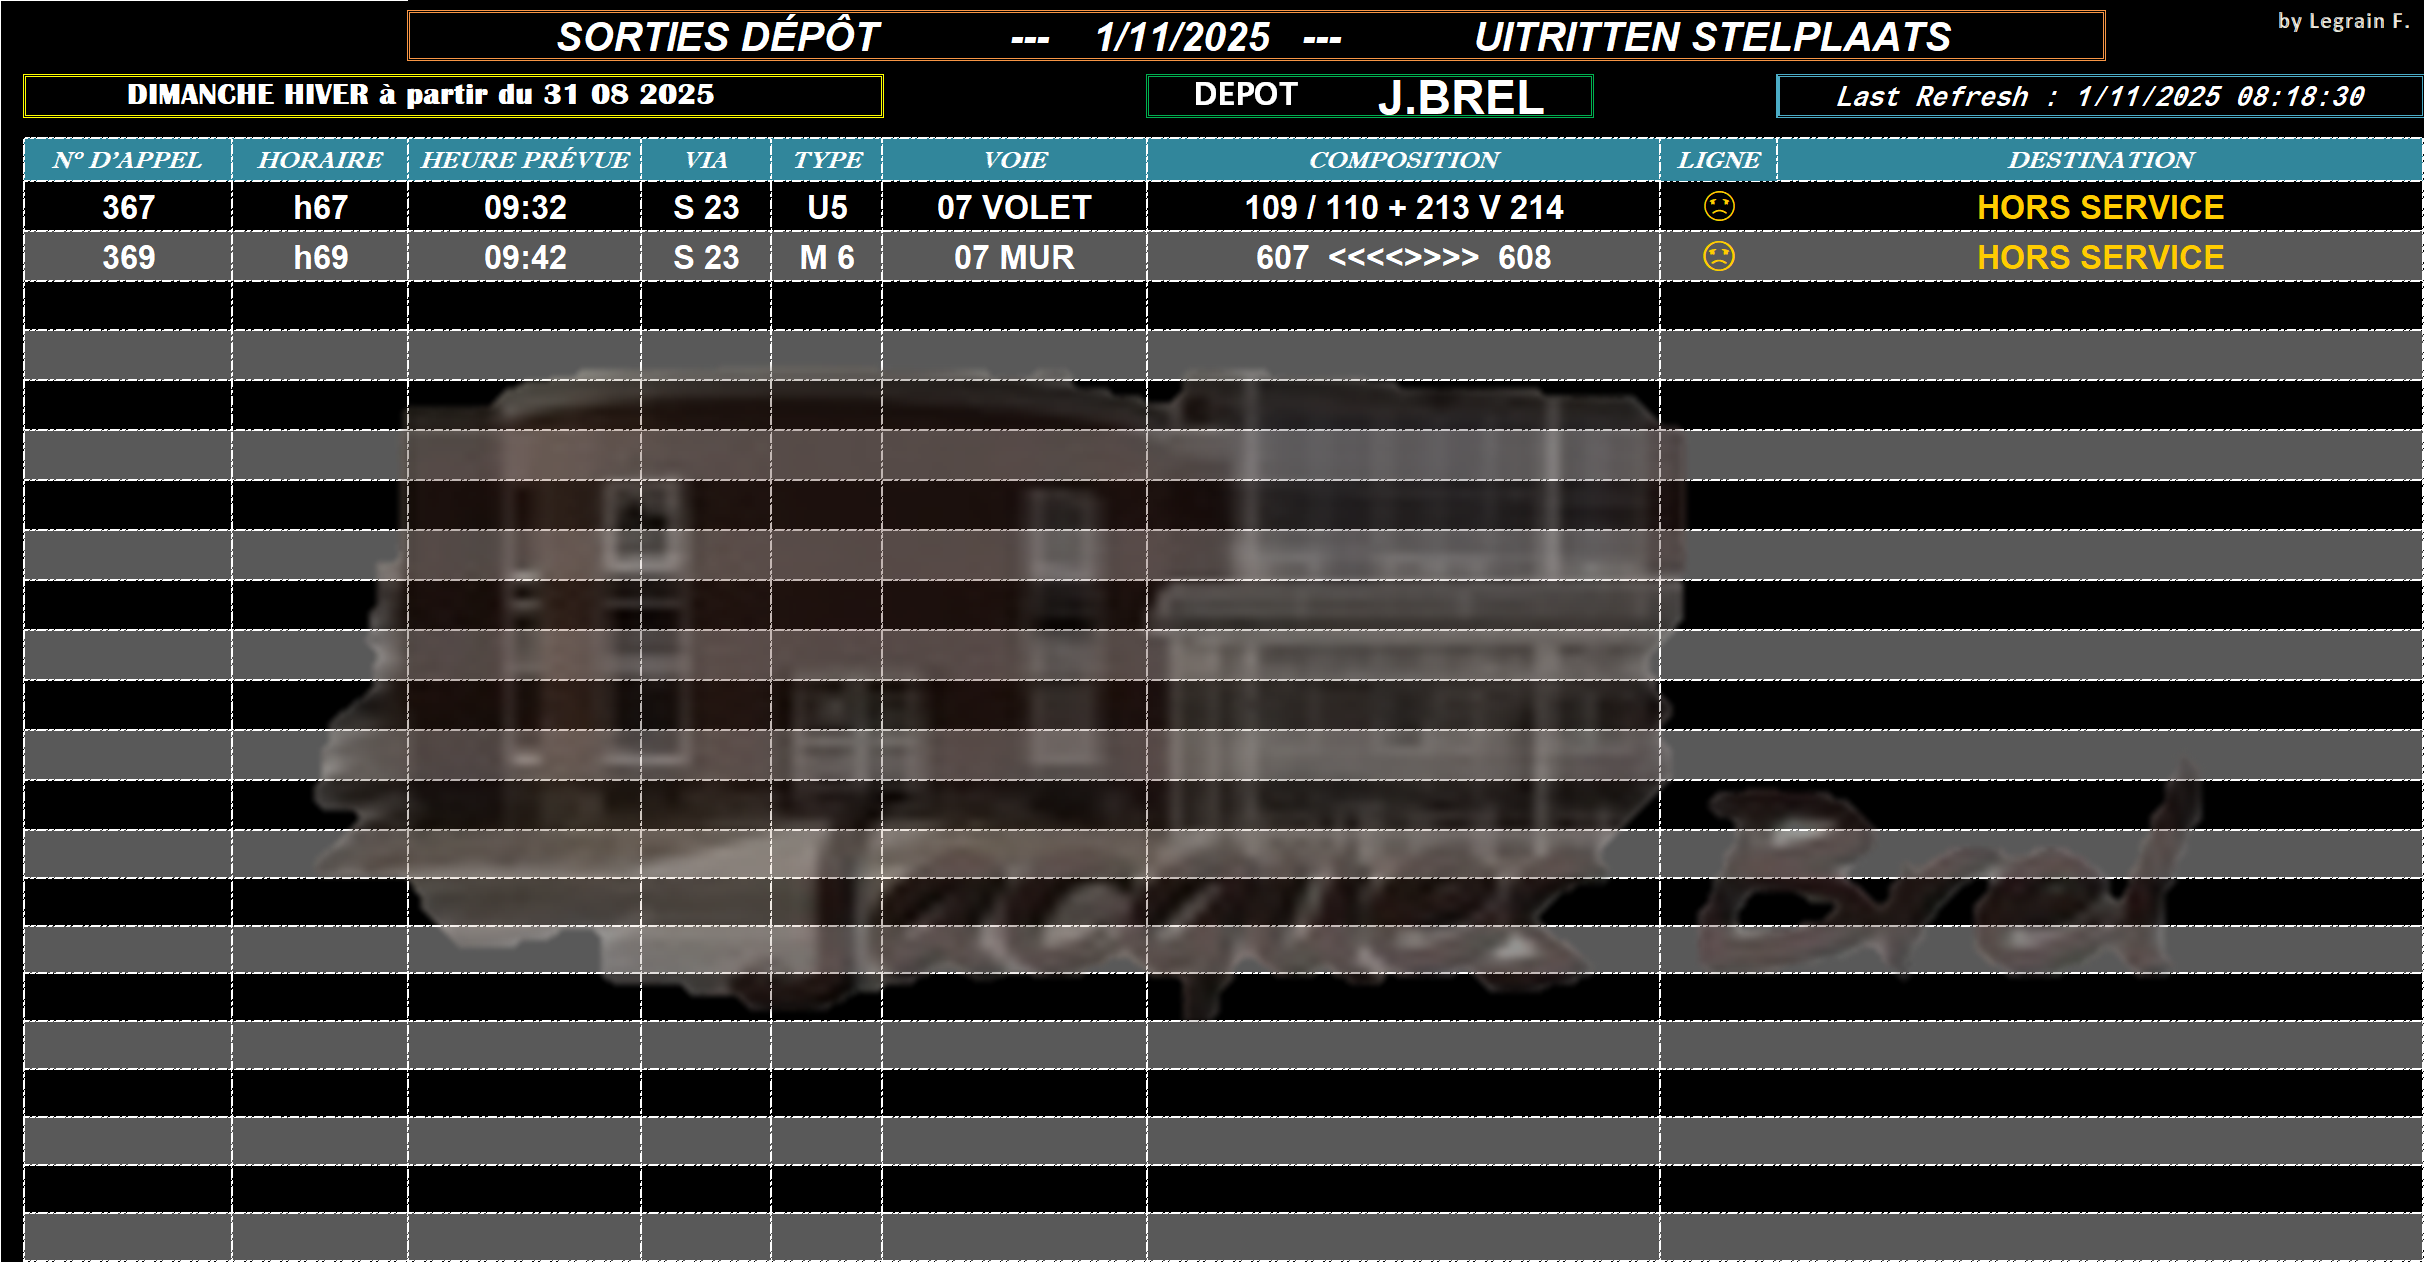 SORTIES DÉPÔT --- 1/11/2025 --- UITRITTEN STELPLAATS
by Legrain F.
DIMANCHE HIVER à partir du 31 08 2025
DEPOT J.BREL
Last Refresh : 1/11/2025 08:18:30
N° D'APPEL HORAIRE HEURE PRÉVUE VIA TYPE VOIE COMPOSITION LIGNE DESTINATION
367 h67 09:32 S 23 U5 07 VOLET 109 / 110 + 213 V 214 ☹ HORS SERVICE
369 h69 09:42 S 23 M 6 07 MUR 607 <<<<>>>> 608 ☹ HORS SERVICE
Jacques Brel